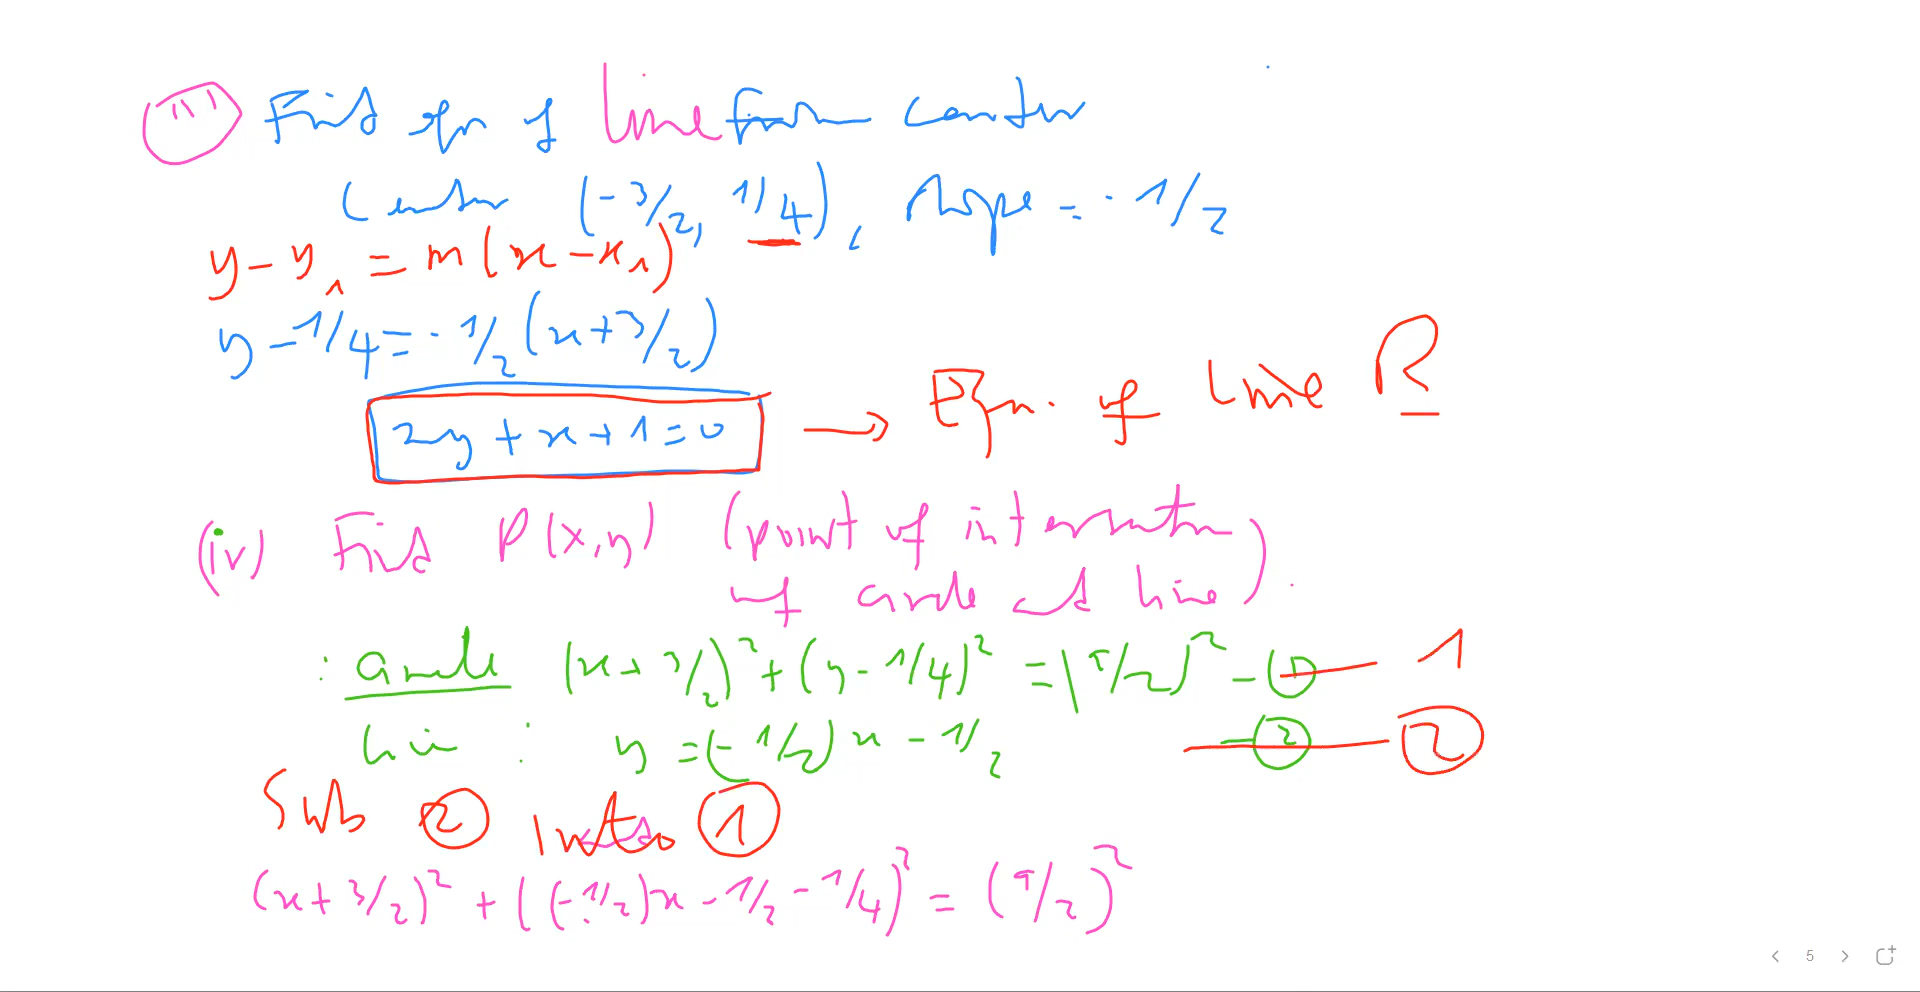 (iii) Find eqn of line from center
Center (-3/2, 1/4), slope = -1/2
y - y₁ = m(x - x₁)
y - 1/4 = -1/2 (x + 3/2)
2y + x + 1 = 0 → Eqn. of line R
(iv) Find P(x,y) (point of intersection
of circle and line).
: circle (x + 3/2)² + (y - 1/4)² = (5/2)² - ① 1
line : y = (-1/2)x - 1/2 - ② ②
Sub ② into ①
(x + 3/2)² + ((-1/2)x - 1/2 - 1/4)² = (5/2)²
5